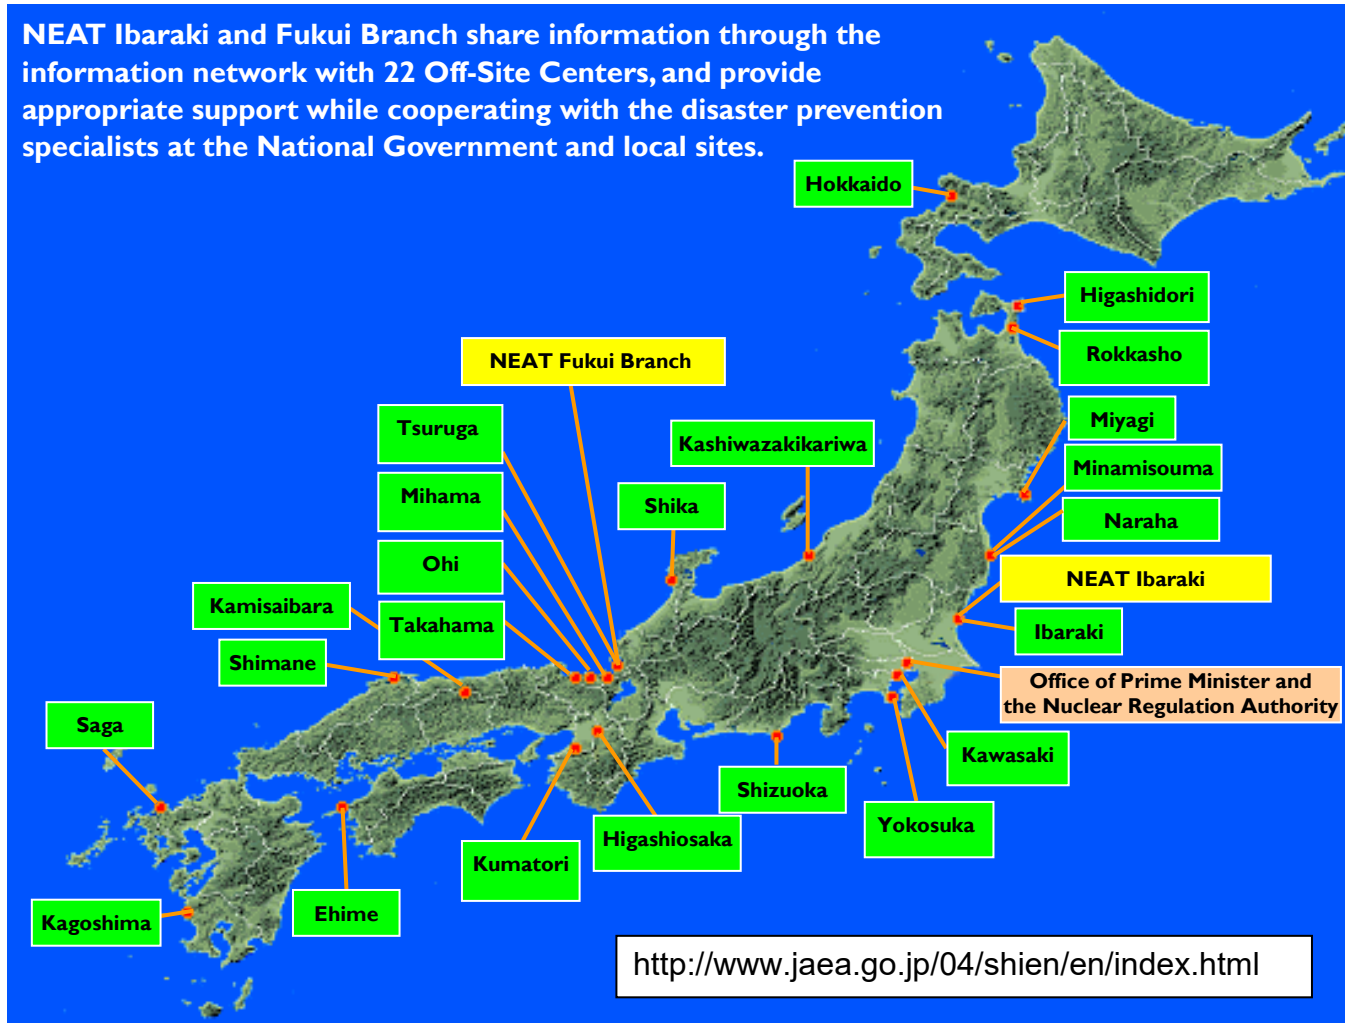 NEAT Ibaraki and Fukui Branch share information through the
information network with 22 Off-Site Centers, and provide
appropriate support while cooperating with the disaster prevention
specialists at the National Government and local sites.
Hokkaido
Higashidori
Rokkasho
NEAT Fukui Branch
Tsuruga
Kashiwazakikariwa
Miyagi
Minamisouma
Mihama
Shika
Naraha
Ohi
NEAT Ibaraki
Kamisaibara
Takahama
Ibaraki
Shimane
Office of Prime Minister and
the Nuclear Regulation Authority
Saga
Kawasaki
Shizuoka
Yokosuka
Higashiosaka
Kumatori
Ehime
Kagoshima
http://www.jaea.go.jp/04/shien/en/index.html